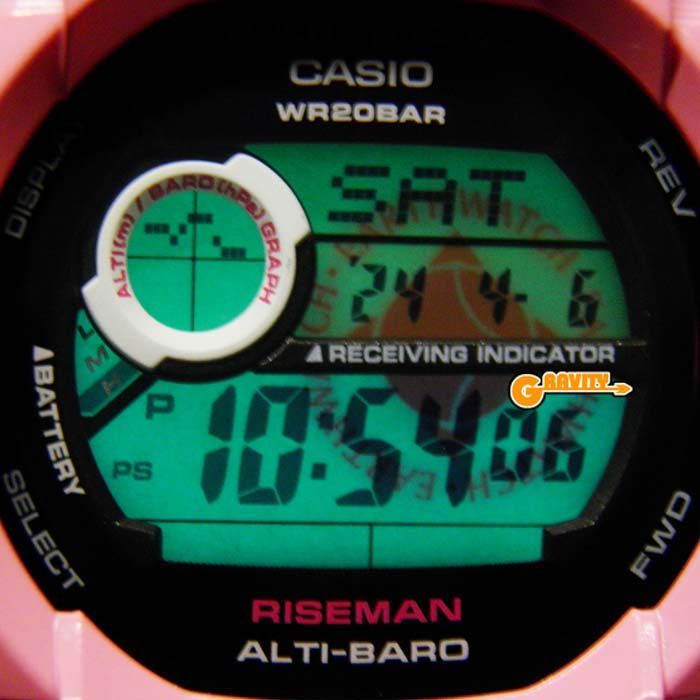 CASIO
WR20BAR
DISPLAY
REV
ALTI(m) / BARO(hPa) GRAPH
SAT
'24 4-6
L
M
H
RECEIVING INDICATOR
GRAVITY
BATTERY
P 10:54 06
PS
EARTHWATCH
SELECT
FWD
RISEMAN
ALTI-BARO